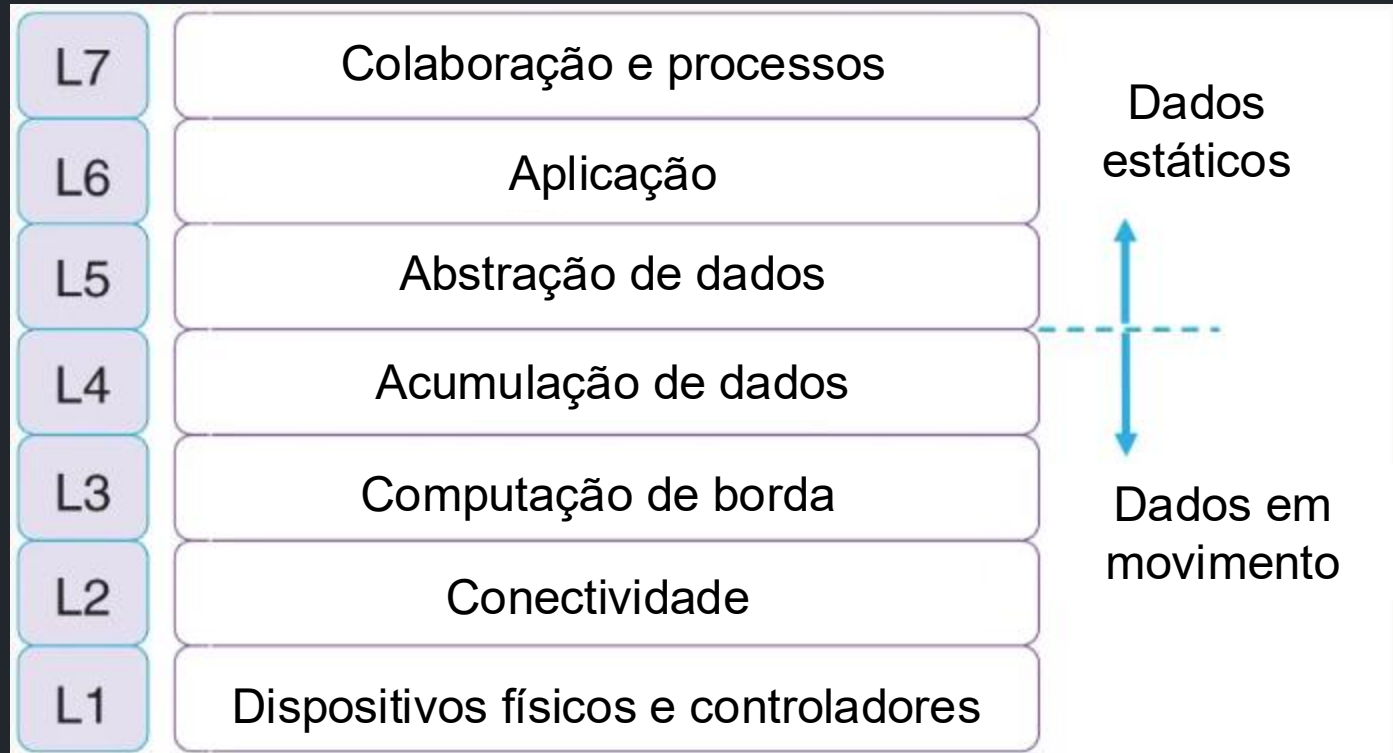 L7 Colaboração e processos
Dados
estáticos
L6 Aplicação
L5 Abstração de dados
L4 Acumulação de dados
L3 Computação de borda
Dados em
movimento
L2 Conectividade
L1 Dispositivos físicos e controladores